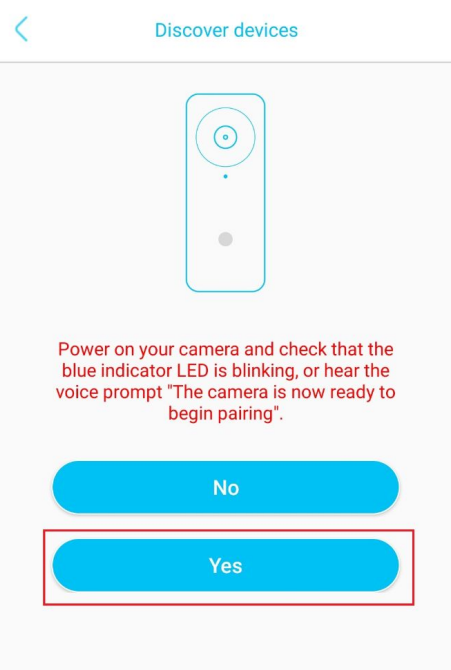 Discover devices
Power on your camera and check that the
blue indicator LED is blinking, or hear the
voice prompt "The camera is now ready to
begin pairing".
No
Yes